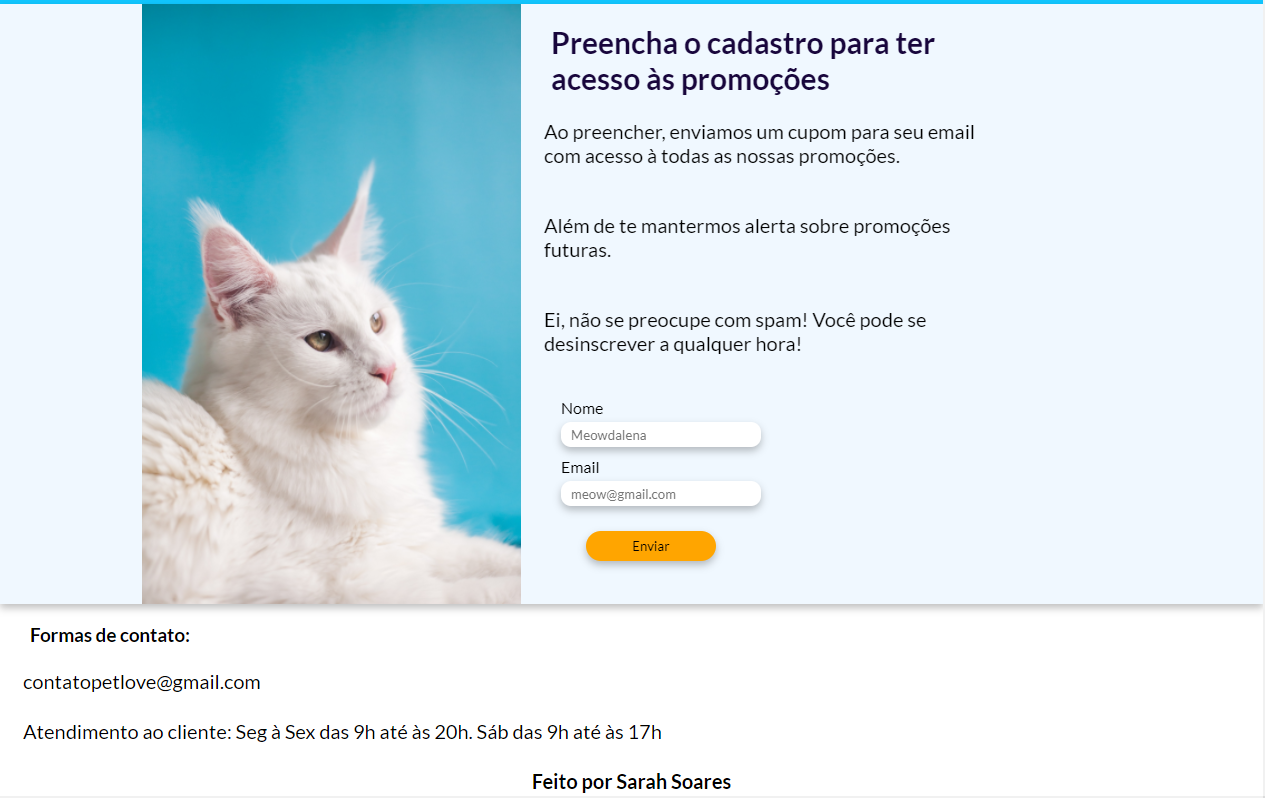 Preencha o cadastro para ter
acesso às promoções
Ao preencher, enviamos um cupom para seu email
com acesso à todas as nossas promoções.
Além de te mantermos alerta sobre promoções
futuras.
Ei, não se preocupe com spam! Você pode se
desinscrever a qualquer hora!
Nome
Meowdalena
Email
meow@gmail.com
Enviar
Formas de contato:
contatopetlove@gmail.com
Atendimento ao cliente: Seg à Sex das 9h até às 20h. Sáb das 9h até às 17h
Feito por Sarah Soares